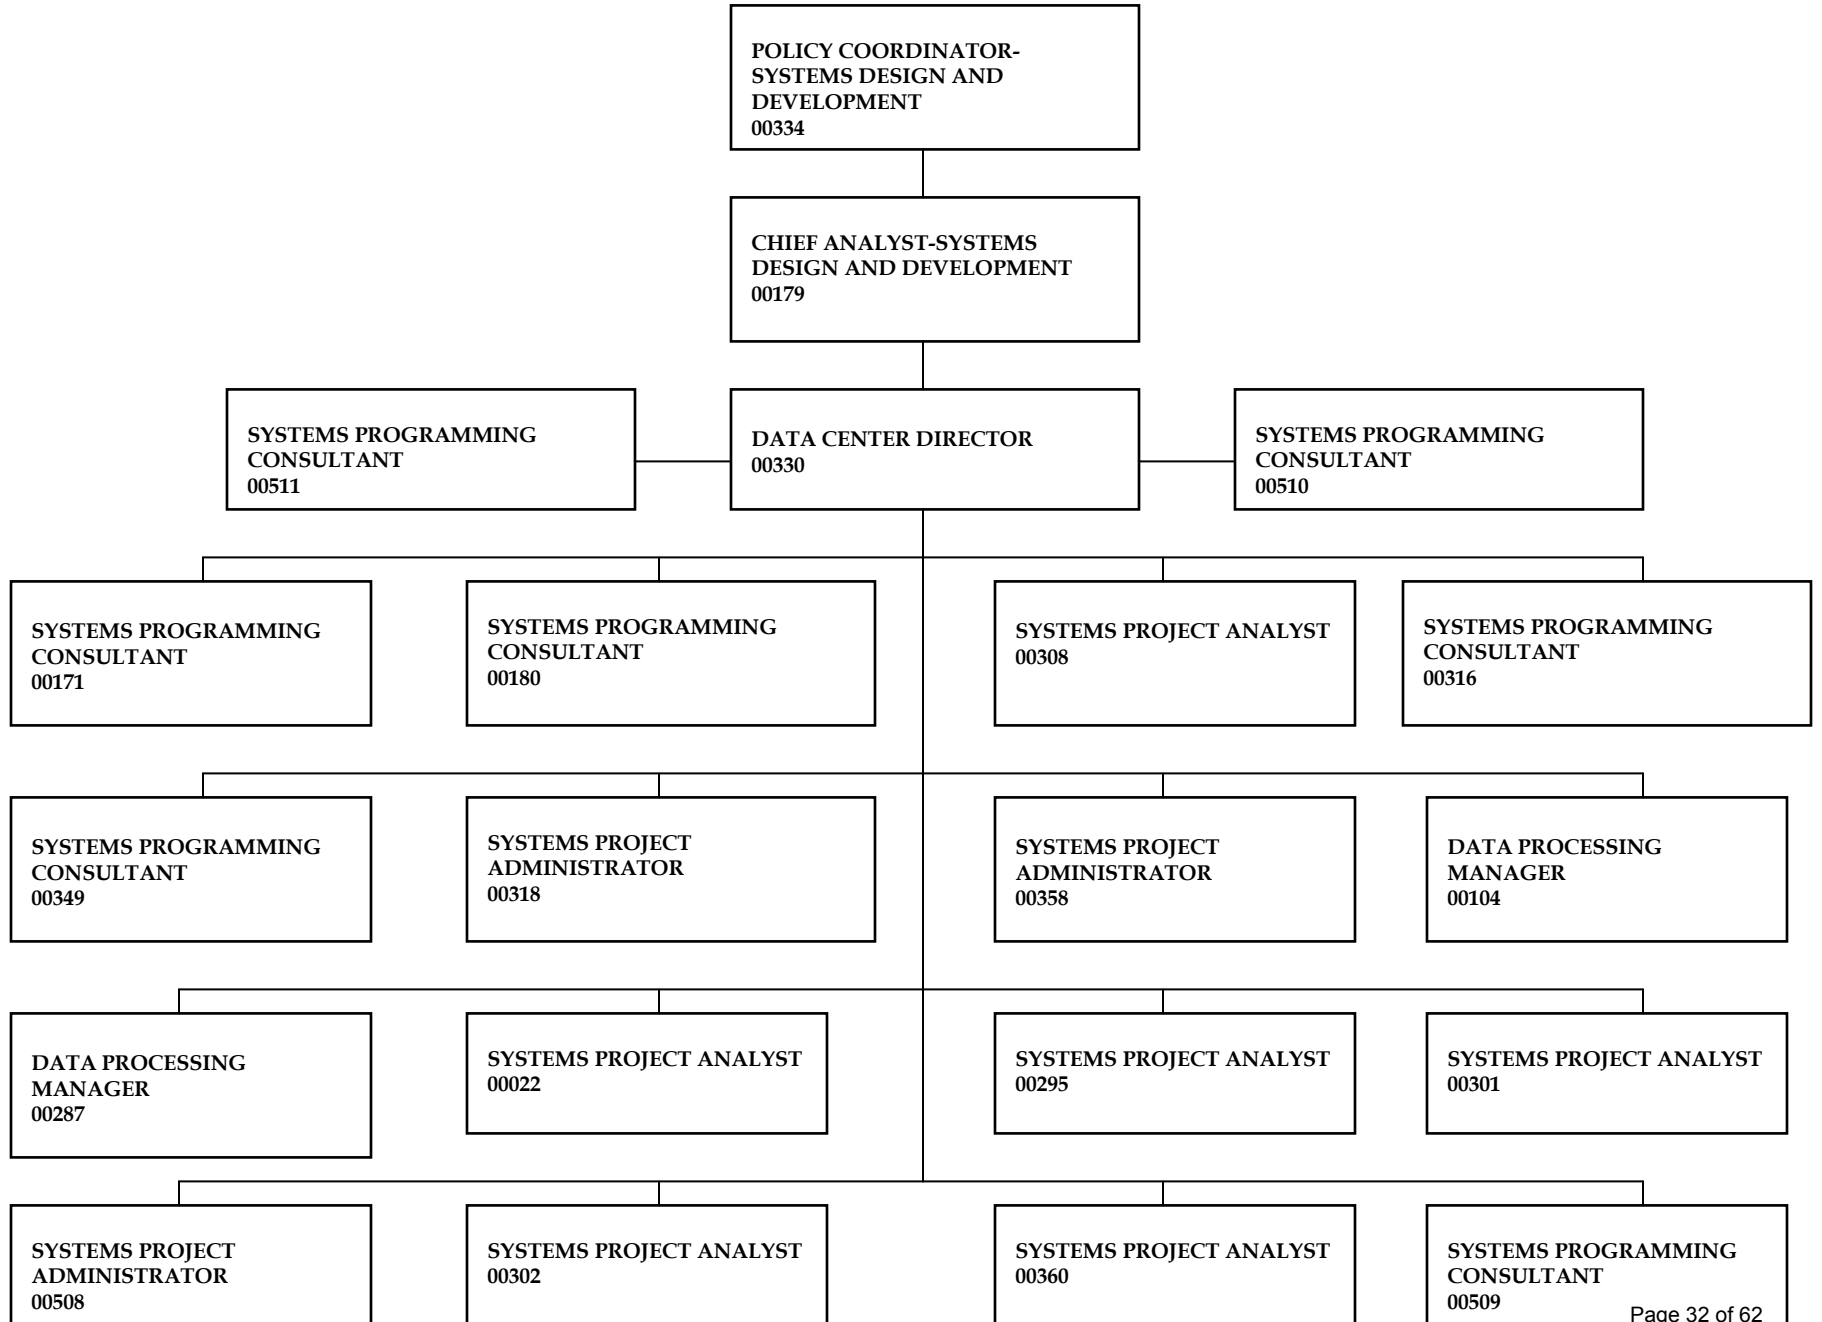 POLICY COORDINATOR-
SYSTEMS DESIGN AND
DEVELOPMENT
00334
CHIEF ANALYST-SYSTEMS
DESIGN AND DEVELOPMENT
00179
SYSTEMS PROGRAMMING
CONSULTANT
00511
DATA CENTER DIRECTOR
00330
SYSTEMS PROGRAMMING
CONSULTANT
00510
SYSTEMS PROGRAMMING
CONSULTANT
00171
SYSTEMS PROGRAMMING
CONSULTANT
00180
SYSTEMS PROJECT ANALYST
00308
SYSTEMS PROGRAMMING
CONSULTANT
00316
SYSTEMS PROGRAMMING
CONSULTANT
00349
SYSTEMS PROJECT
ADMINISTRATOR
00318
SYSTEMS PROJECT
ADMINISTRATOR
00358
DATA PROCESSING
MANAGER
00104
DATA PROCESSING
MANAGER
00287
SYSTEMS PROJECT ANALYST
00022
SYSTEMS PROJECT ANALYST
00295
SYSTEMS PROJECT ANALYST
00301
SYSTEMS PROJECT
ADMINISTRATOR
00508
SYSTEMS PROJECT ANALYST
00302
SYSTEMS PROJECT ANALYST
00360
SYSTEMS PROGRAMMING
CONSULTANT
00509
Page 32 of 62